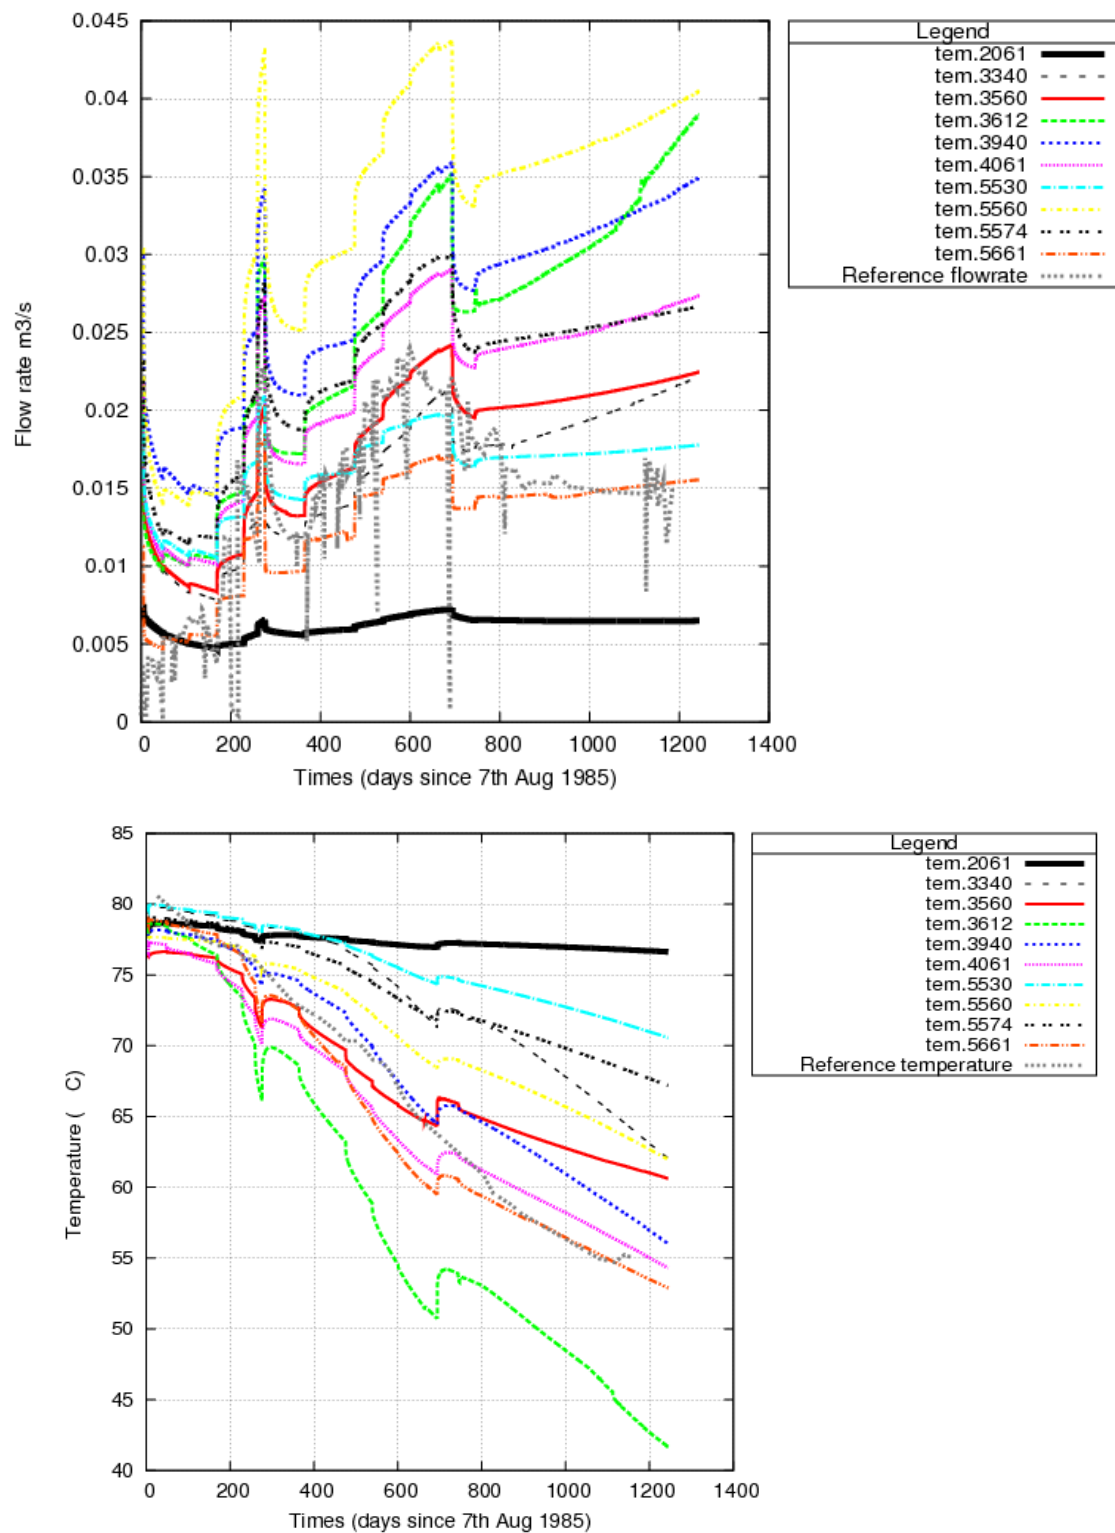 0.045
0.04
0.035
0.03
0.025
0.02
0.015
0.01
0.005
0
Flow rate m3/s
0 200 400 600 800 1000 1200 1400
Times (days since 7th Aug 1985)
Legend
tem.2061
tem.3340
tem.3560
tem.3612
tem.3940
tem.4061
tem.5530
tem.5560
tem.5574
tem.5661
Reference flowrate
85
80
75
70
65
60
55
50
45
40
Temperature ( C)
0 200 400 600 800 1000 1200 1400
Times (days since 7th Aug 1985)
Legend
tem.2061
tem.3340
tem.3560
tem.3612
tem.3940
tem.4061
tem.5530
tem.5560
tem.5574
tem.5661
Reference temperature